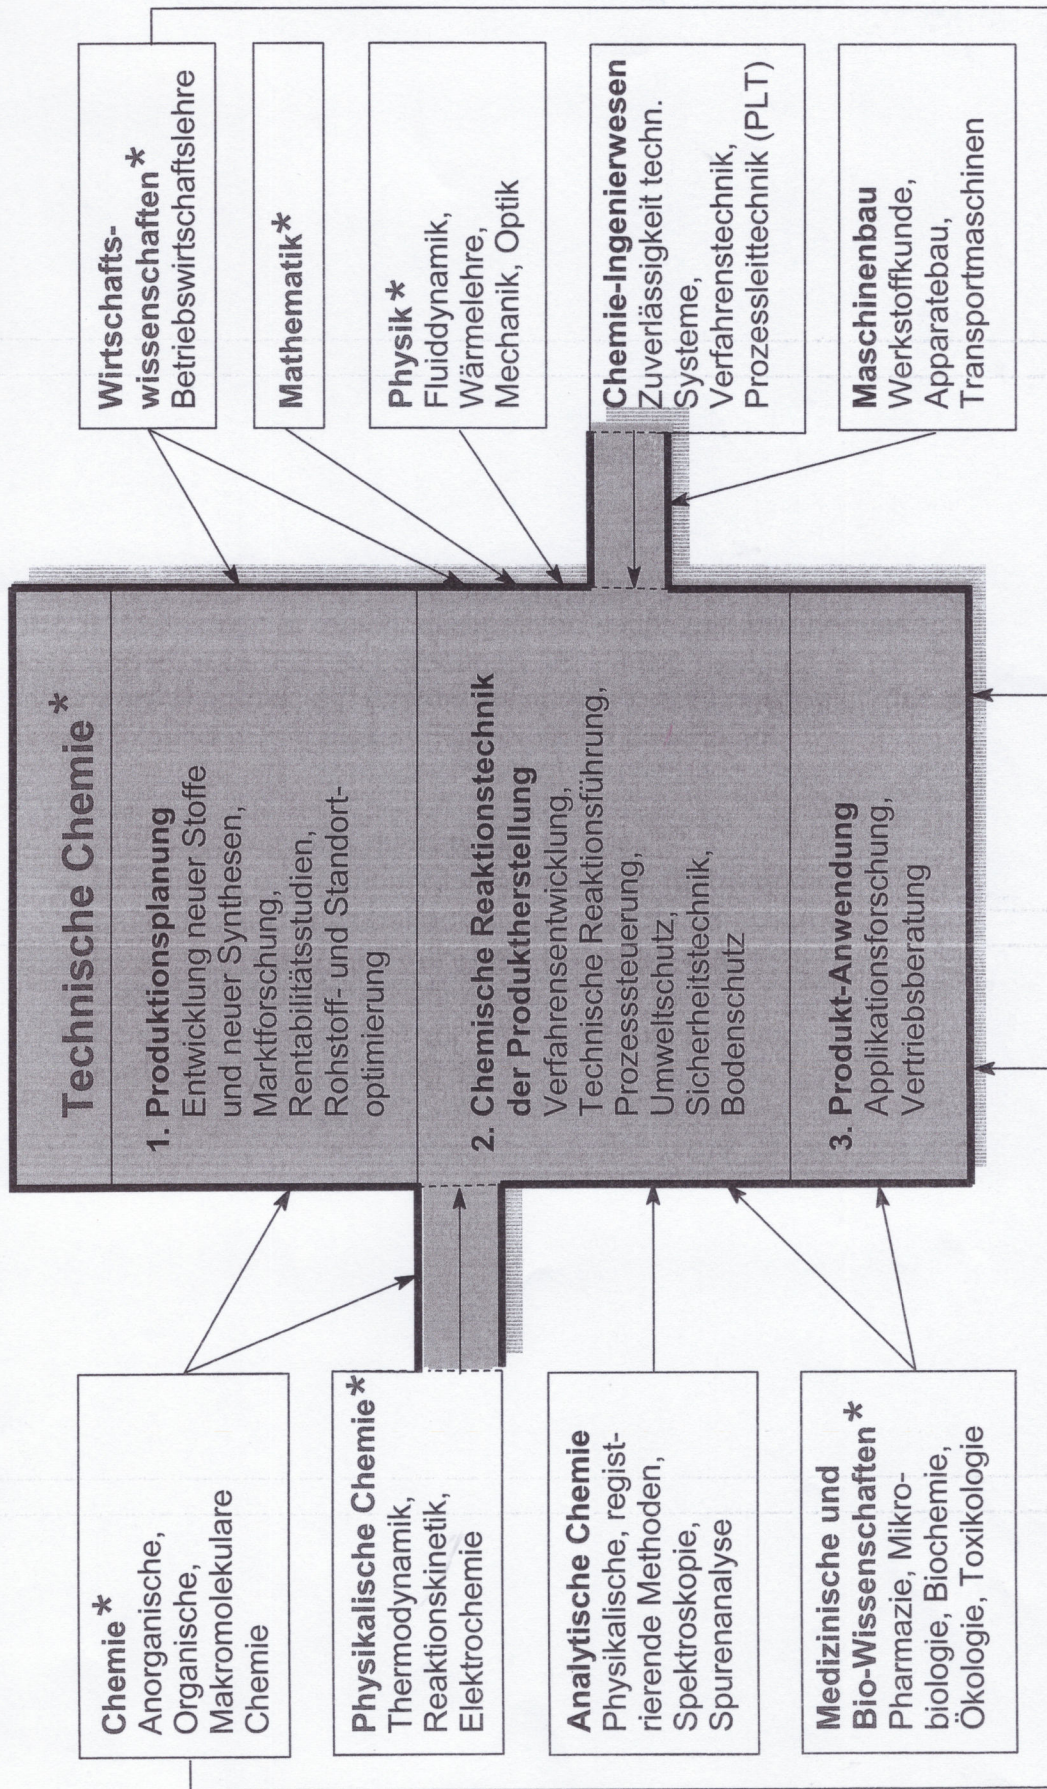 Technische Chemie *
1. Produktionsplanung
Entwicklung neuer Stoffe
und neuer Synthesen,
Marktforschung,
Rentabilitätsstudien,
Rohstoff- und Standort-
optimierung
2. Chemische Reaktionstechnik
der Produktherstellung
Verfahrensentwicklung,
Technische Reaktionsführung,
Prozesssteuerung,
Umweltschutz,
Sicherheitstechnik,
Bodenschutz
3. Produkt-Anwendung
Applikationsforschung,
Vertriebsberatung
Chemie*
Anorganische,
Organische,
Makromolekulare
Chemie
Physikalische Chemie*
Thermodynamik,
Reaktionskinetik,
Elektrochemie
Analytische Chemie
Physikalische, regist-
rierende Methoden,
Spektroskopie,
Spurenanalyse
Medizinische und
Bio-Wissenschaften*
Pharmazie, Mikro-
biologie, Biochemie,
Ökologie, Toxikologie
Wirtschafts-
wissenschaften*
Betriebswirtschaftslehre
Mathematik*
Physik*
Fluiddynamik,
Wärmelehre,
Mechanik, Optik
Chemie-Ingenierwesen
Zuverlässigkeit techn.
Systeme,
Verfahrenstechnik,
Prozessleittechnik (PLT)
Maschinenbau
Werkstoffkunde,
Apparatebau,
Transportmaschinen